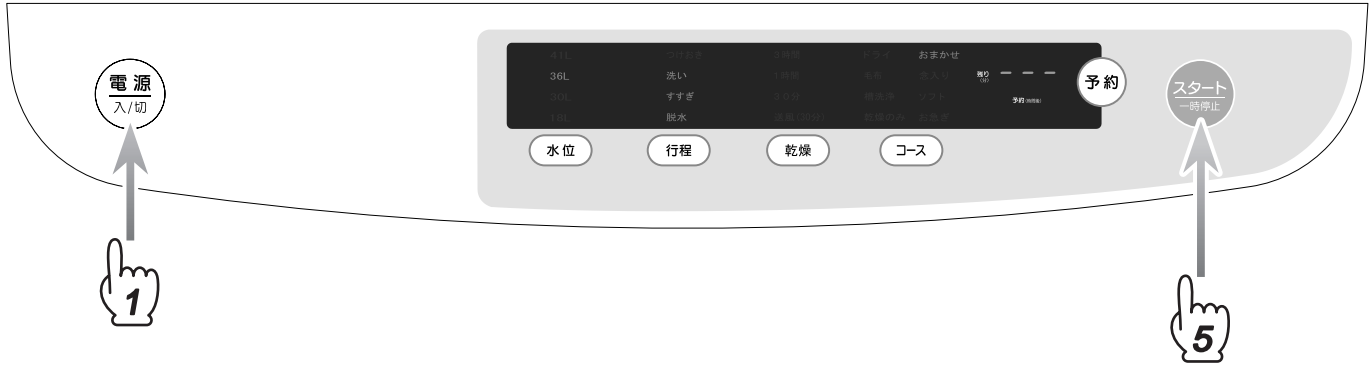 電源
入/切
41L つけおき 3時間 ドライ おまかせ
36L 洗い 1時間 毛布 念入り
30L すすぎ 30分 槽洗浄 ソフト
18L 脱水 送風(30分) 乾燥のみ お急ぎ
残り
(分)
予約(時間後)
予約
スタート
一時停止
水位 行程 乾燥 コース
1
5